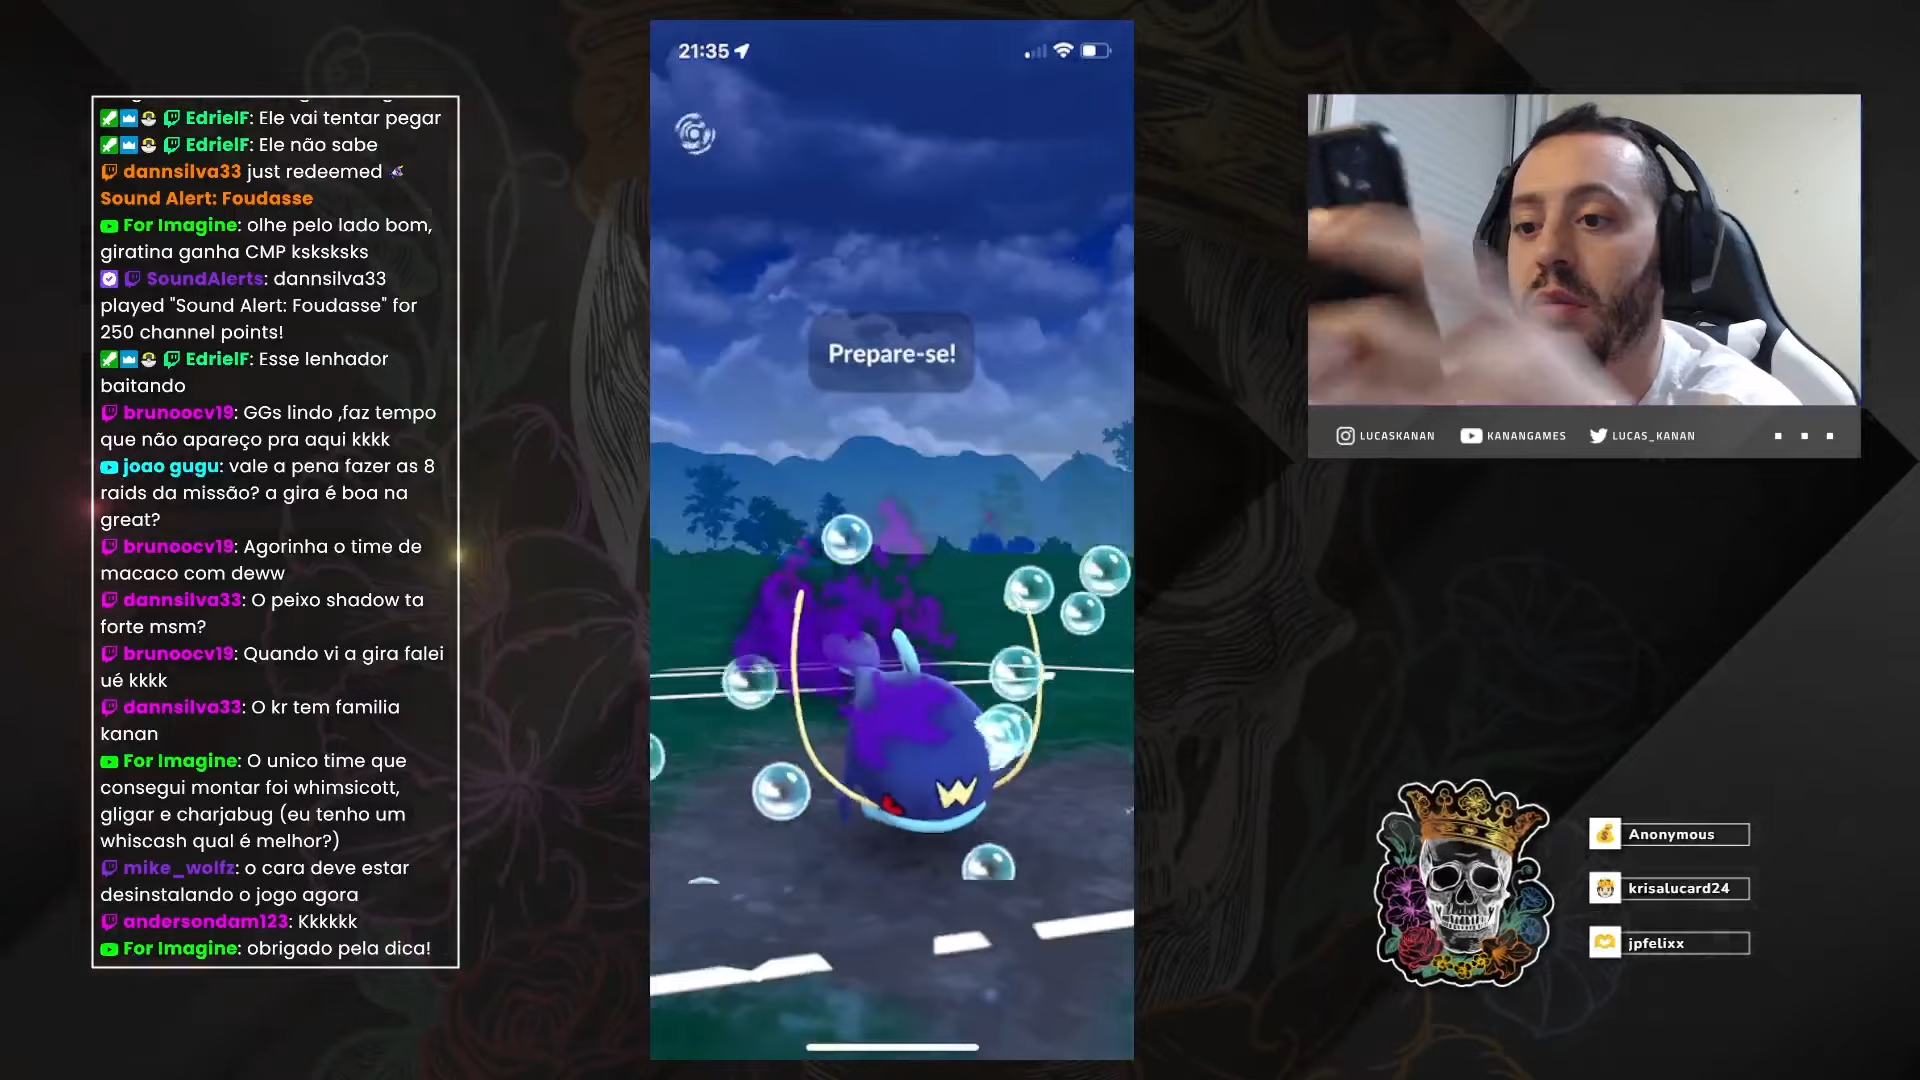 EdrielF: Ele vai tentar pegar
EdrielF: Ele não sabe
dannsilva33 just redeemed
Sound Alert: Foudasse
For Imagine: olhe pelo lado bom,
giratina ganha CMP ksksksks
SoundAlerts: dannsilva33
played "Sound Alert: Foudasse" for
250 channel points!
EdrielF: Esse lenhador
baitando
brunoocv19: GGs lindo ,faz tempo
que não apareço pra aqui kkkk
joao gugu: vale a pena fazer as 8
raids da missão? a gira é boa na
great?
brunoocv19: Agorinha o time de
macaco com deww
dannsilva33: O peixo shadow ta
forte msm?
brunoocv19: Quando vi a gira falei
ué kkkk
dannsilva33: O kr tem familia
kanan
For Imagine: O unico time que
consegui montar foi whimsicott,
gligar e charjabug (eu tenho um
whiscash qual é melhor?)
mike_wolfz: o cara deve estar
desinstalando o jogo agora
andersondam123: Kkkkkk
For Imagine: obrigado pela dica!
21:35
Prepare-se!
LUCASKANAN
KANANGAMES
LUCAS_KANAN
Anonymous
krisalucard24
jpfelixx